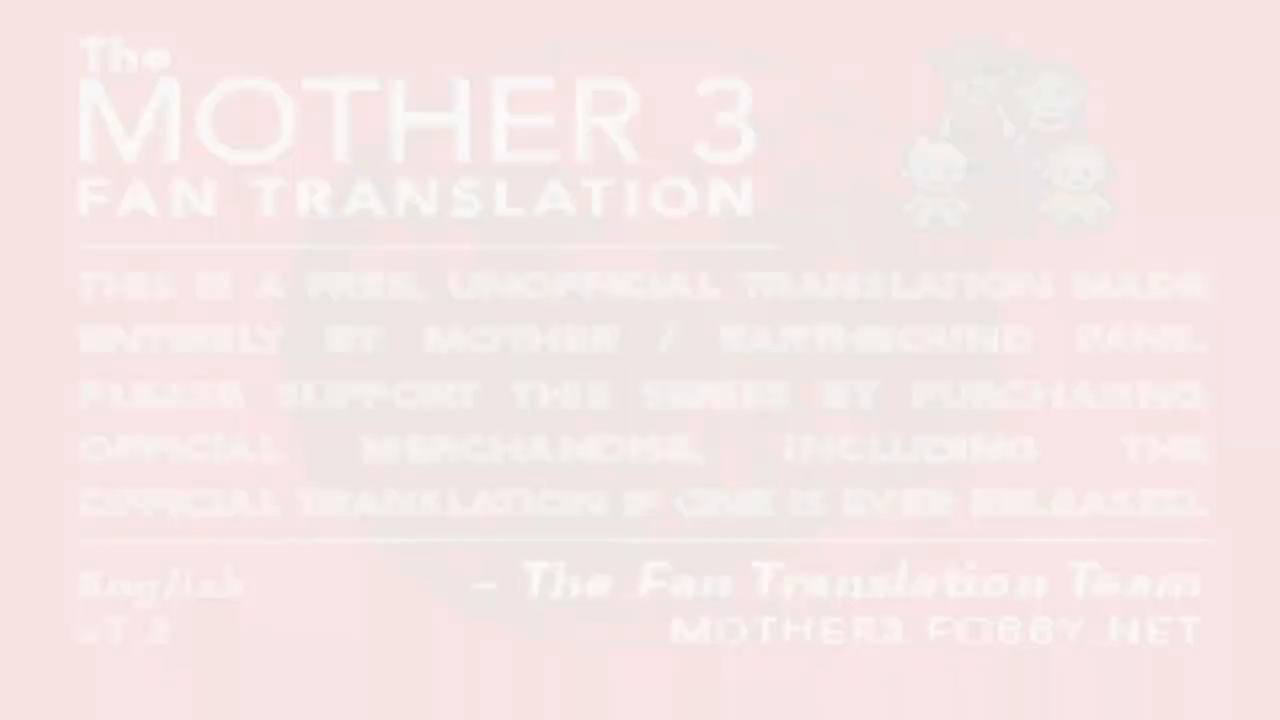 The
MOTHER 3
FAN TRANSLATION
THIS IS A FREE, UNOFFICIAL TRANSLATION MADE
ENTIRELY BY MOTHER / EARTHBOUND FANS.
PLEASE SUPPORT THIS SERIES BY PURCHASING
OFFICIAL MERCHANDISE, INCLUDING THE
OFFICIAL TRANSLATION IF ONE IS EVER RELEASED.
– The Fan Translation Team
English
MOTHER3.FOBBY.NET